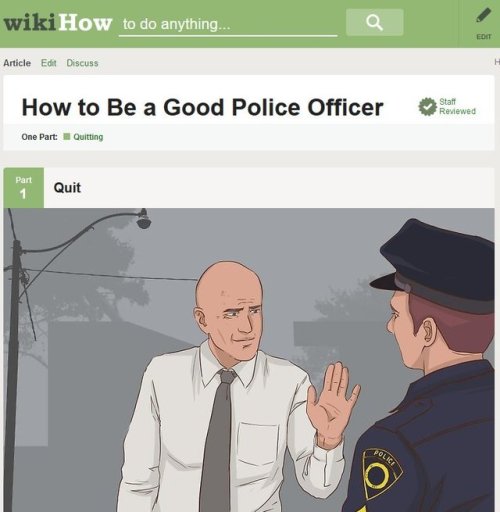 wikiHow to do anything...
EDIT
Article Edit Discuss H
How to Be a Good Police Officer
Staff
Reviewed
One Part: Quitting
Part
1
Quit
POLICE